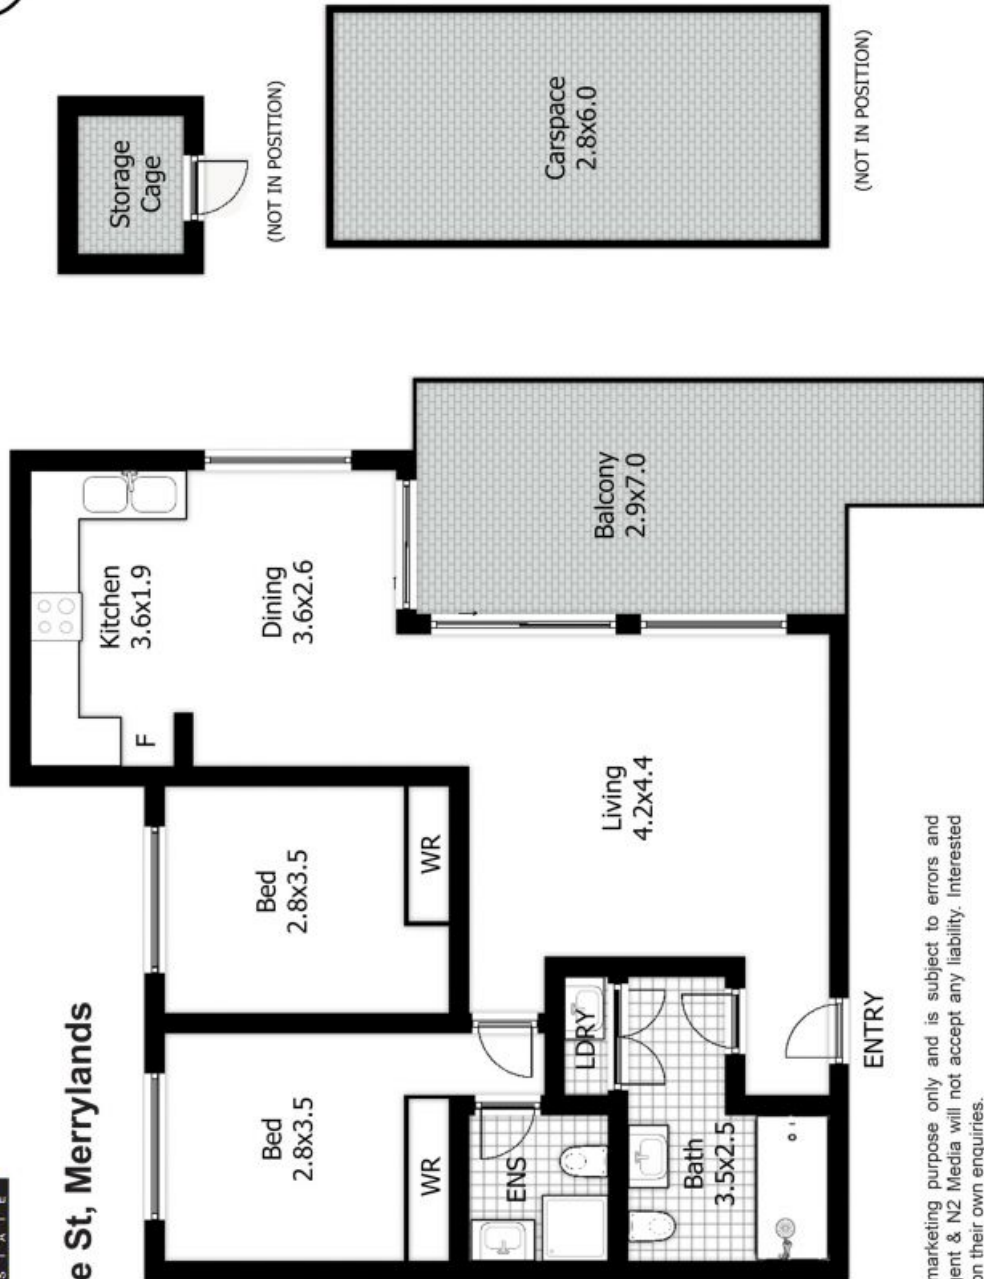 S T A T E
e St, Merrylands
Storage
Cage
(NOT IN POSITION)
Carspace
2.8x6.0
(NOT IN POSITION)
Kitchen
3.6x1.9
F
Bed
2.8x3.5
Bed
2.8x3.5
Dining
3.6x2.6
WR
WR
ENS
LDRY
Living
4.2x4.4
Balcony
2.9x7.0
Bath
3.5x2.5
ENTRY
marketing purpose only and is subject to errors and
ent & N2 Media will not accept any liability. Interested
on their own enquiries.